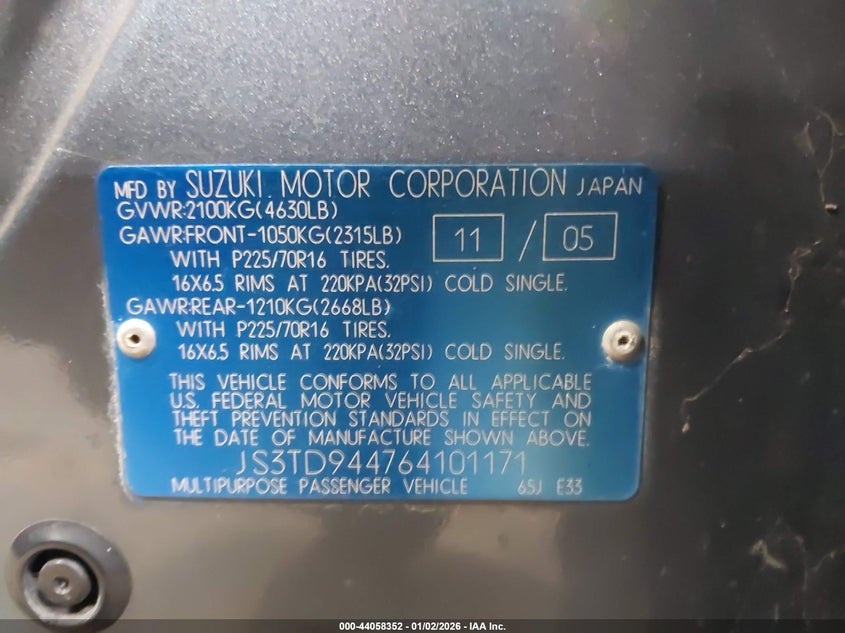 MFD BY SUZUKI MOTOR CORPORATION JAPAN
GVWR:2100KG(4630LB)
GAWR:FRONT-1050KG(2315LB) 11 / 05
WITH P225/70R16 TIRES.
16X6.5 RIMS AT 220KPA(32PSI) COLD SINGLE.
GAWR:REAR-1210KG(2668LB)
WITH P225/70R16 TIRES.
16X6.5 RIMS AT 220KPA(32PSI) COLD SINGLE.
THIS VEHICLE CONFORMS TO ALL APPLICABLE
U.S. FEDERAL MOTOR VEHICLE SAFETY AND
THEFT PREVENTION STANDARDS IN EFFECT ON
THE DATE OF MANUFACTURE SHOWN ABOVE.
JS3TD944764101171
MULTIPURPOSE PASSENGER VEHICLE 65J E33
000-44058352 - 01/02/2026 - IAA Inc.